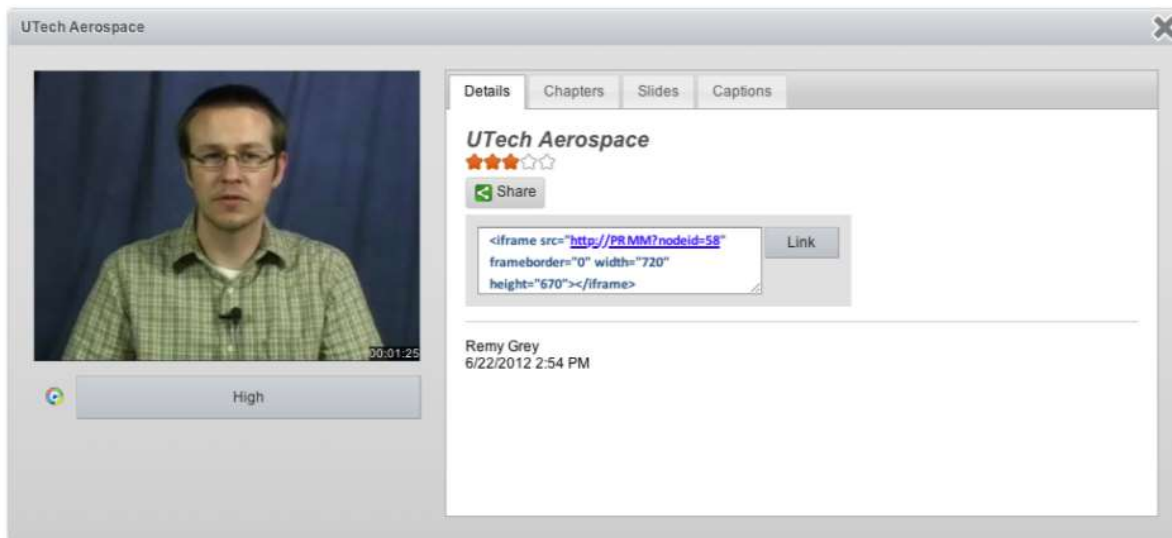 UTech Aerospace
00:01:25
High
Details Chapters Slides Captions
UTech Aerospace
Share
<iframe src="http://PRMM?nodeid=58"
frameborder="0" width="720"
height="670"></iframe>
Link
Remy Grey
6/22/2012 2:54 PM